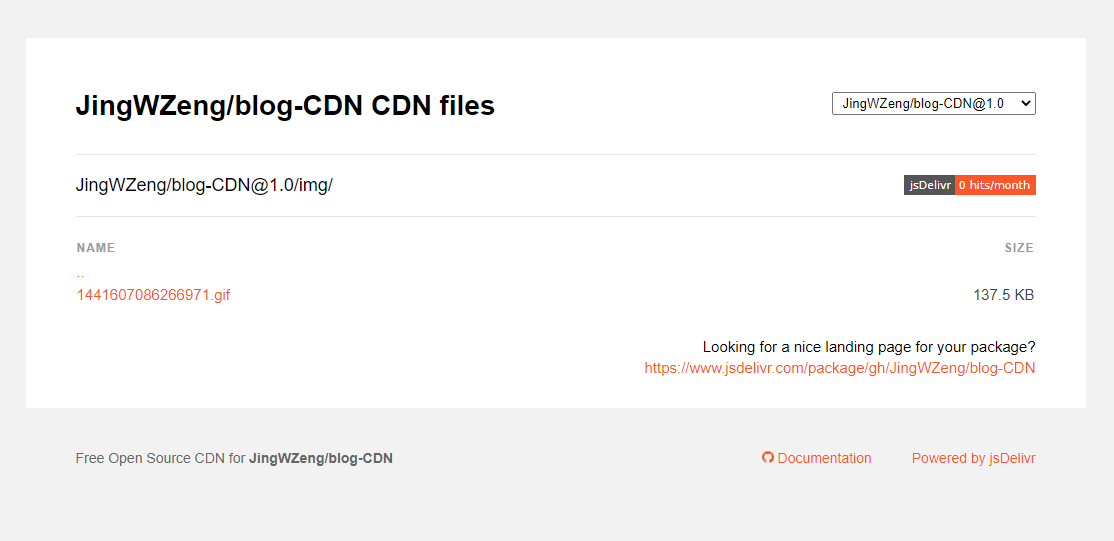 JingWZeng/blog-CDN CDN files
JingWZeng/blog-CDN@1.0
JingWZeng/blog-CDN@1.0/img/
jsDelivr 0 hits/month
NAME SIZE
..
1441607086266971.gif 137.5 KB
Looking for a nice landing page for your package?
https://www.jsdelivr.com/package/gh/JingWZeng/blog-CDN
Free Open Source CDN for JingWZeng/blog-CDN Documentation Powered by jsDelivr